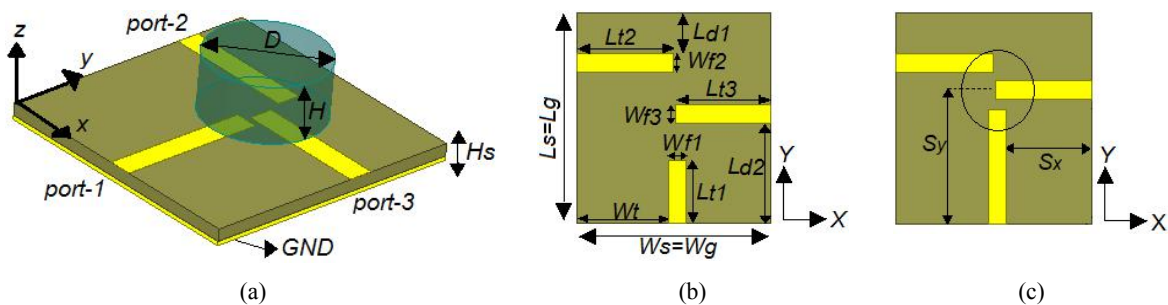 z
y
x
port-2
D
H
Hs
port-1
port-3
GND
(a)
Lt2
Ld1
Wf2
Lt3
Wf3
Wf1
Lt1
Ld2
Ls=Lg
Wt
Ws=Wg
Y
X
(b)
Sy
Sx
Y
X
(c)